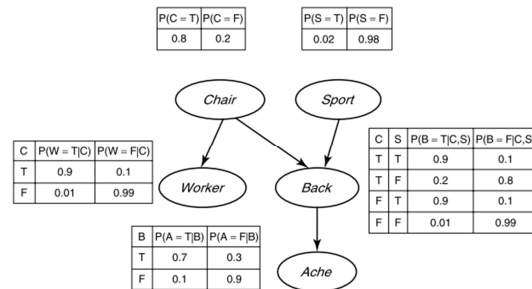 P(C = T) P(C = F)
0.8 0.2
P(S = T) P(S = F)
0.02 0.98
Chair
Sport
C P(W = T|C) P(W = F|C)
T 0.9 0.1
F 0.01 0.99
Worker
Back
C S P(B = T|C,S) P(B = F|C,S
T T 0.9 0.1
T F 0.2 0.8
F T 0.9 0.1
F F 0.01 0.99
B P(A = T|B) P(A = F|B)
T 0.7 0.3
F 0.1 0.9
Ache